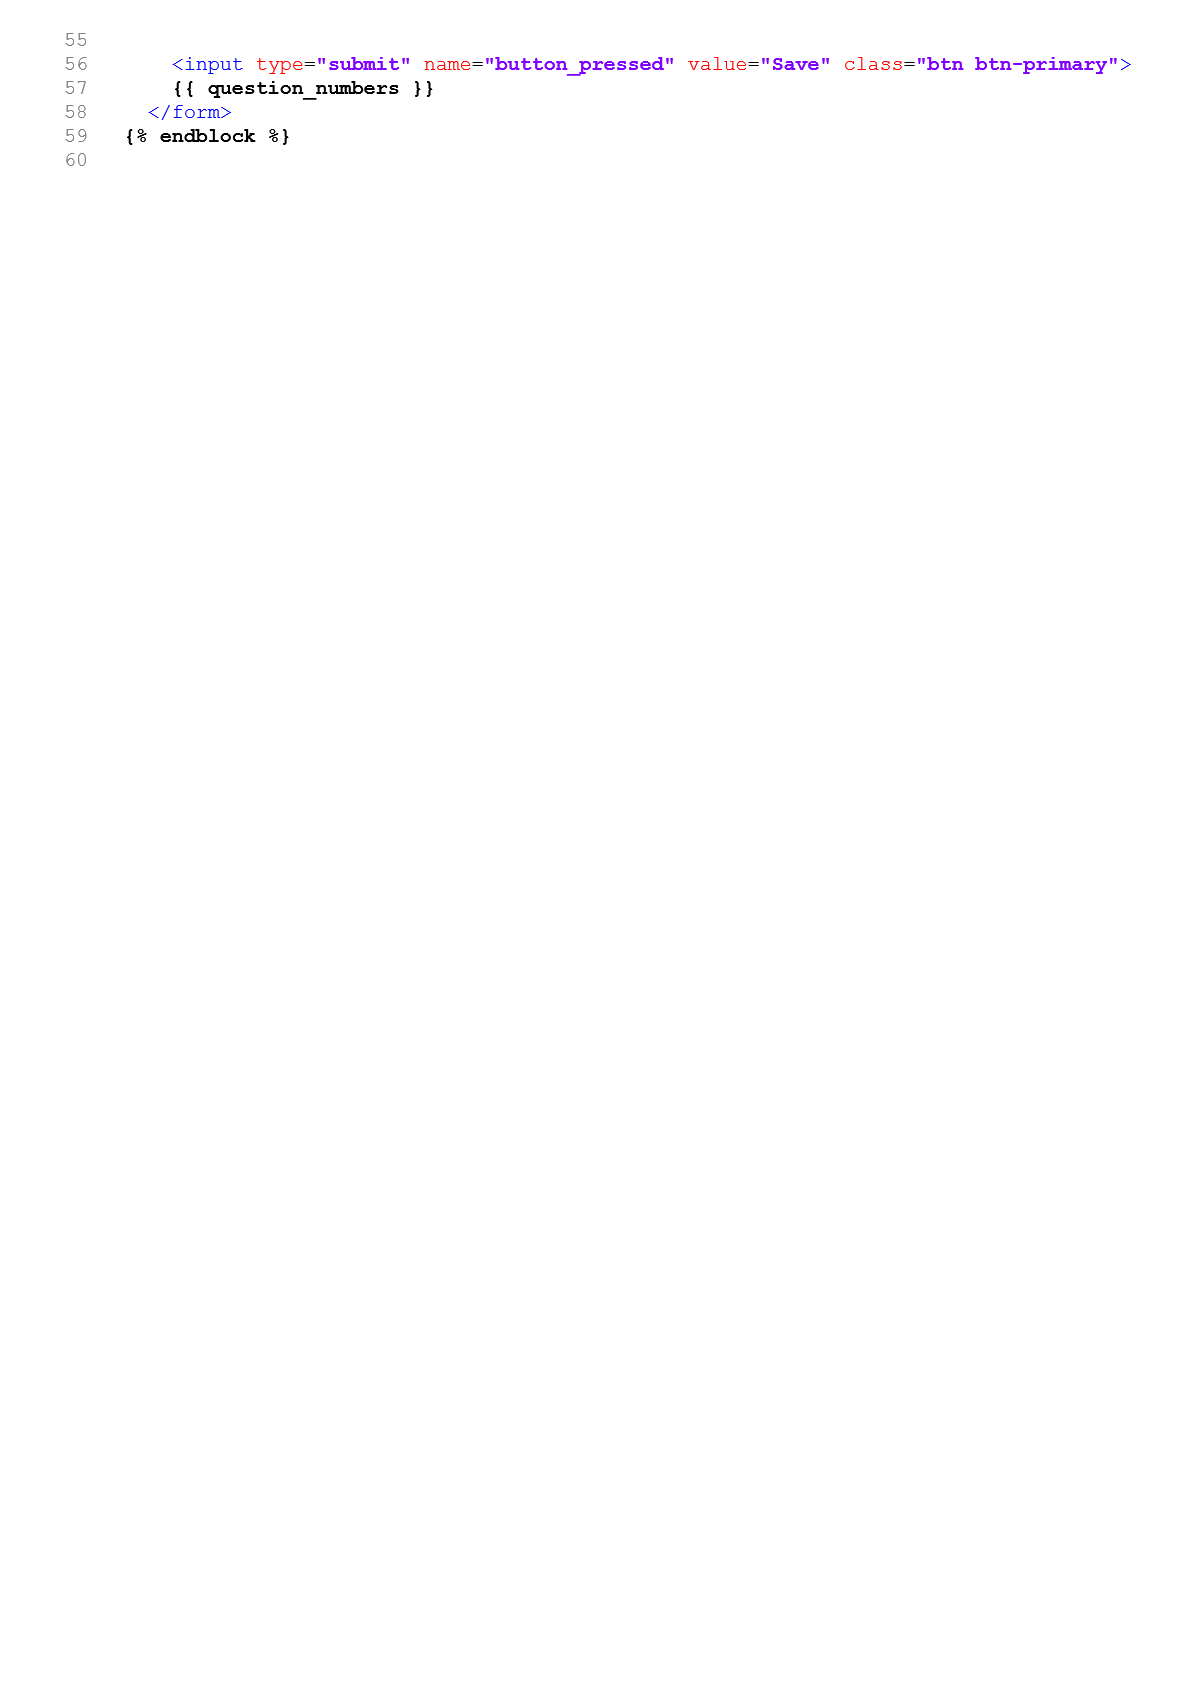 55
56 <input type="submit" name="button_pressed" value="Save" class="btn btn-primary">
57 {{ question_numbers }}
58 </form>
59 {% endblock %}
60